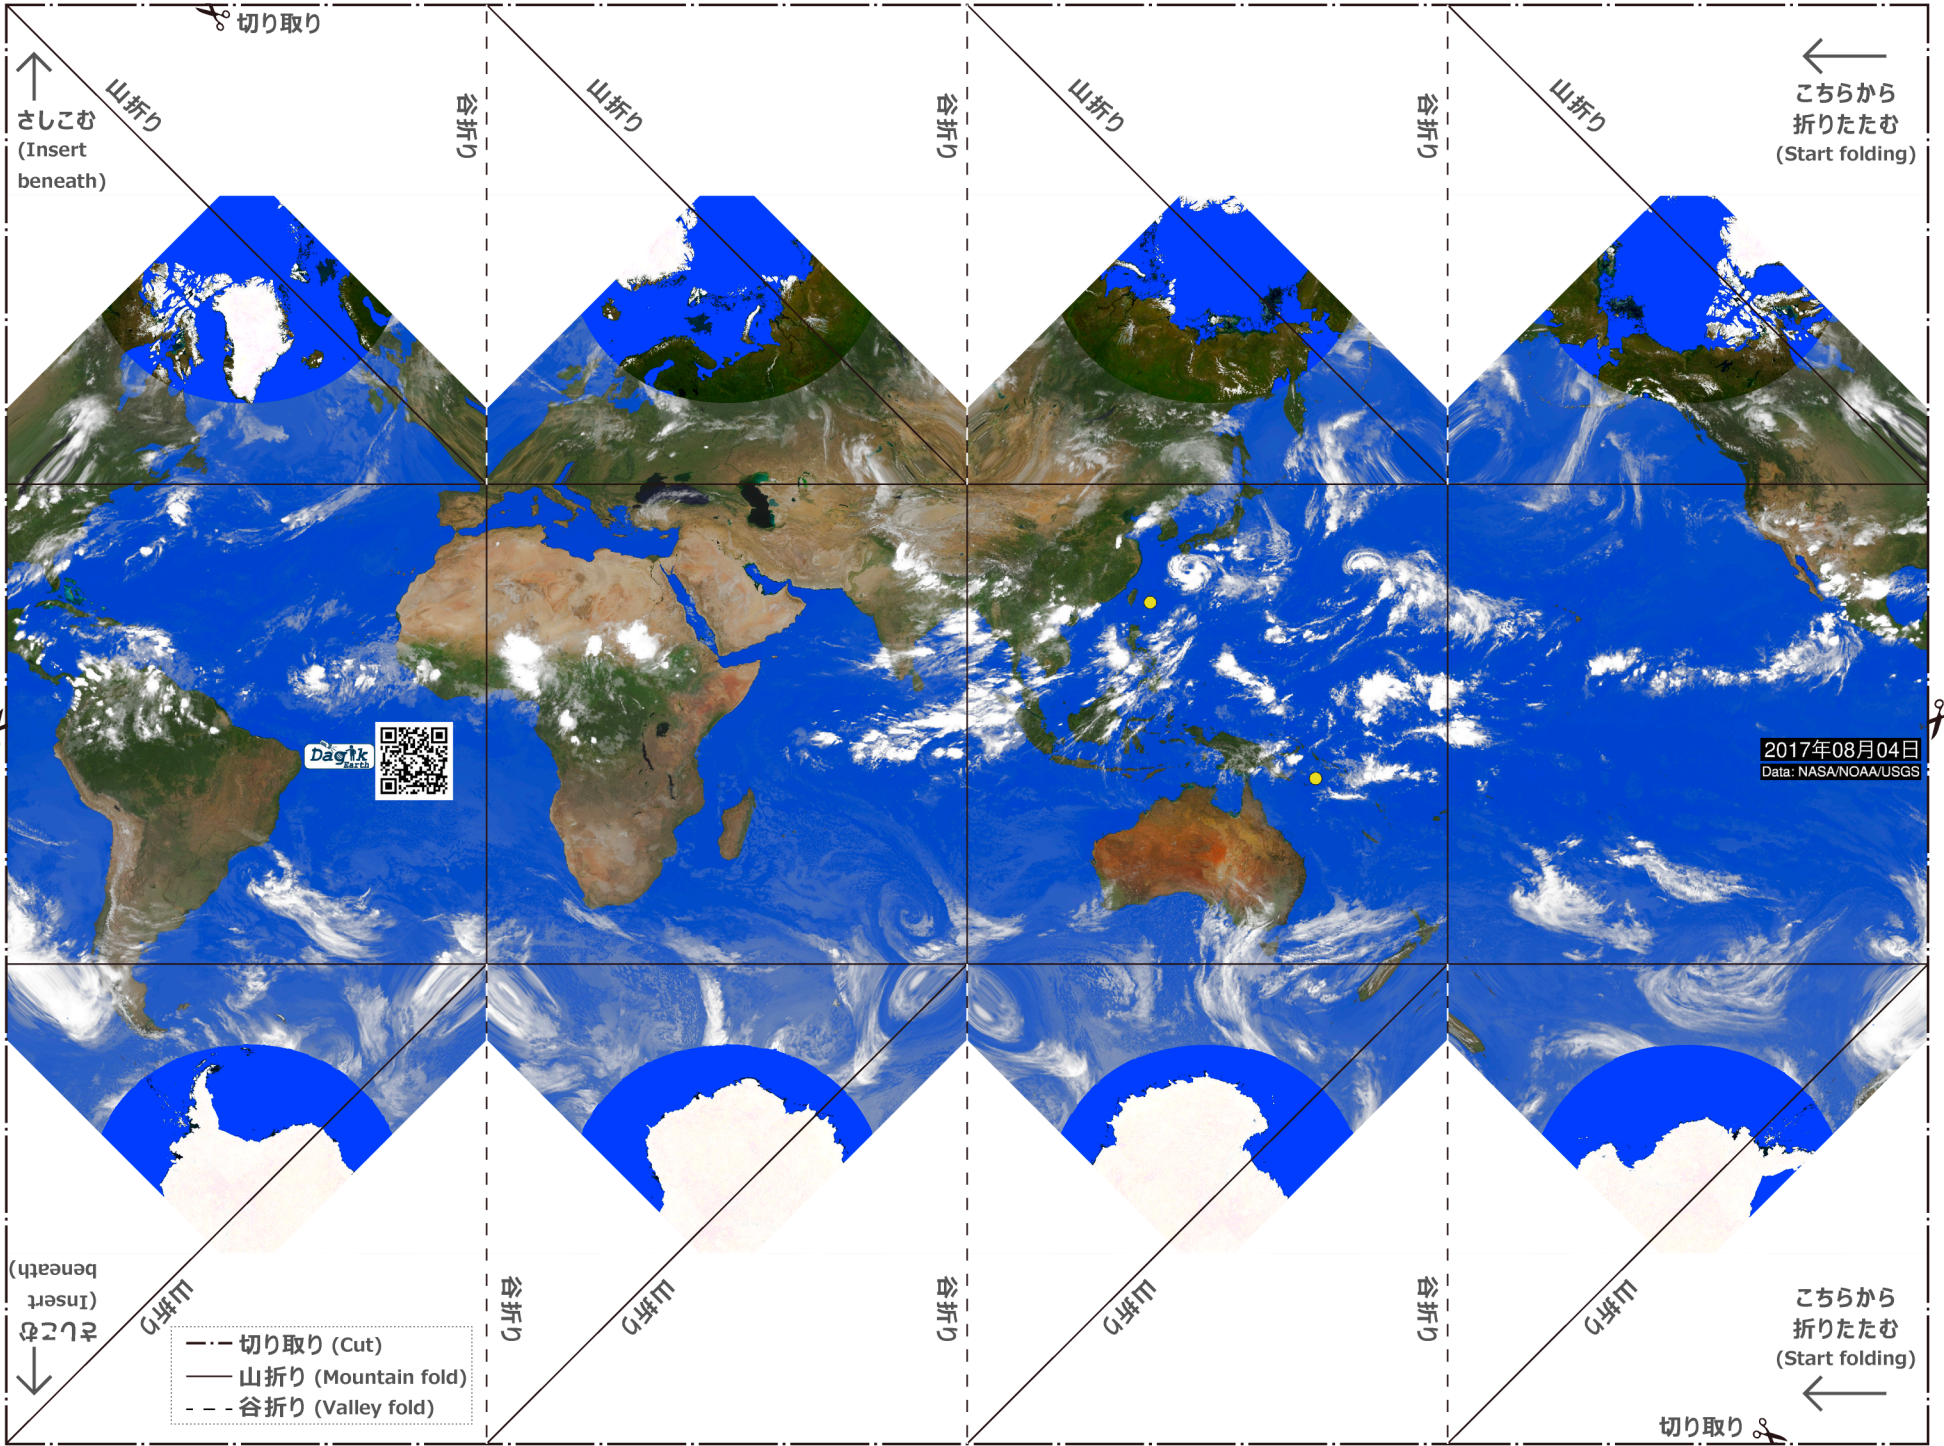 切り取り
山折り
谷折り
山折り
谷折り
山折り
谷折り
山折り
さしこむ
(Insert
beneath)
こちらから
折りたたむ
(Start folding)
Dagik
Earth
2017年08月04日
Data: NASA/NOAA/USGS
さしこむ
(Insert
beneath)
山折り
谷折り
山折り
谷折り
山折り
谷折り
山折り
こちらから
折りたたむ
(Start folding)
切り取り (Cut)
山折り (Mountain fold)
谷折り (Valley fold)
切り取り